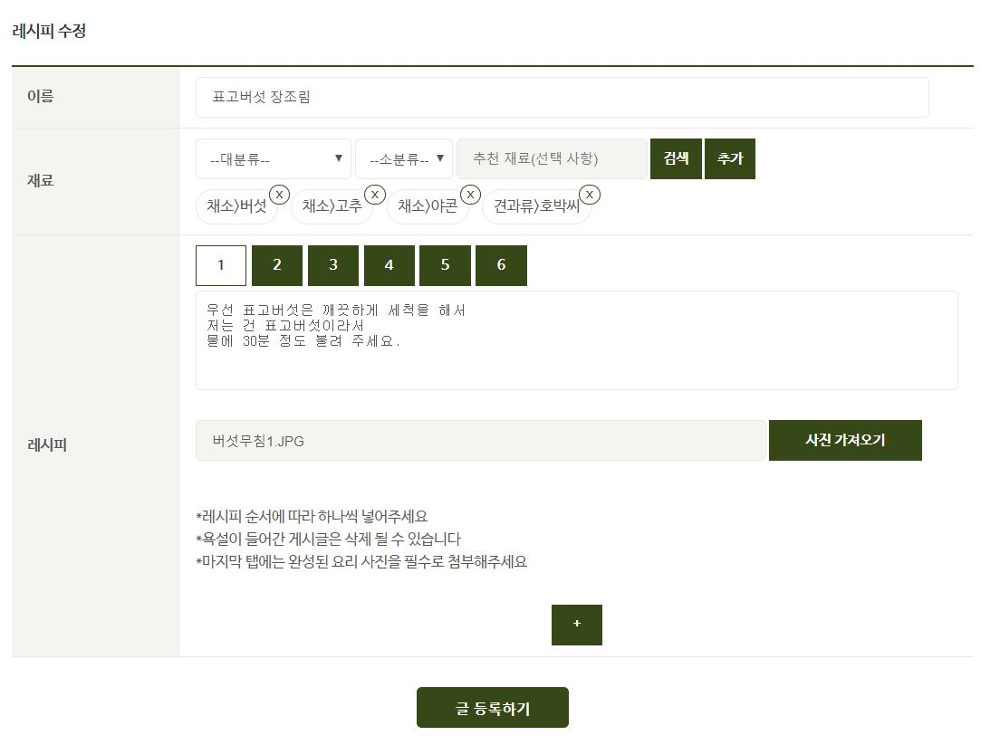 레시피 수정
이름
표고버섯 장조림
재료
--대분류-- ▼ --소분류-- ▼ 추천 재료(선택 사항) 검색 추가
채소>버섯 X 채소>고추 X 채소>야콘 X 견과류>호박씨 X
1 2 3 4 5 6
우선 표고버섯은 깨끗하게 세척을 해서
저는 건 표고버섯이라서
물에 30분 정도 불려 주세요.
레시피
버섯무침1.JPG 사진 가져오기
*레시피 순서에 따라 하나씩 넣어주세요
*욕설이 들어간 게시글은 삭제 될 수 있습니다
*마지막 탭에는 완성된 요리 사진을 필수로 첨부해주세요
+
글 등록하기